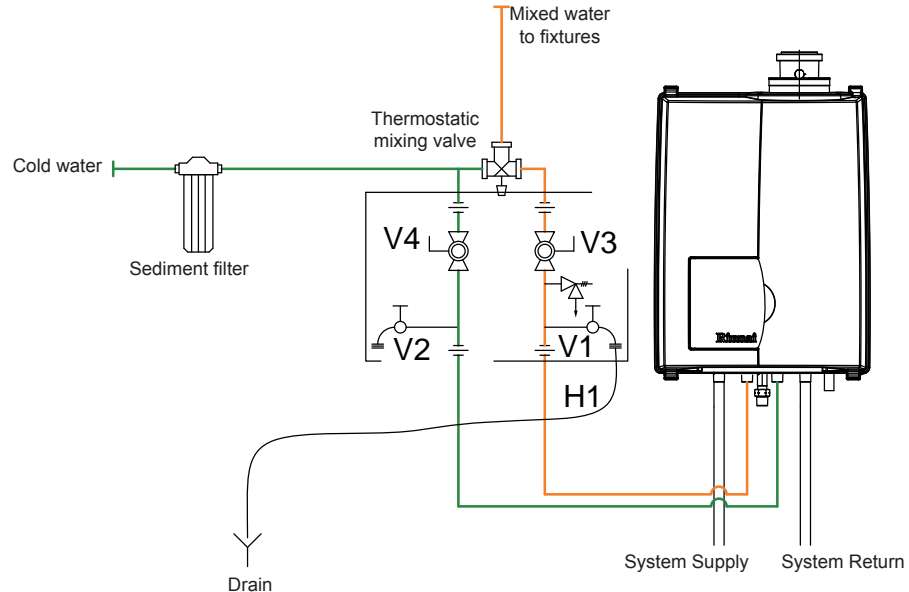 Mixed water
to fixtures
Thermostatic
mixing valve
Cold water
Sediment filter
V4
V3
V2
V1
H1
Rinnai
System Supply
System Return
Drain